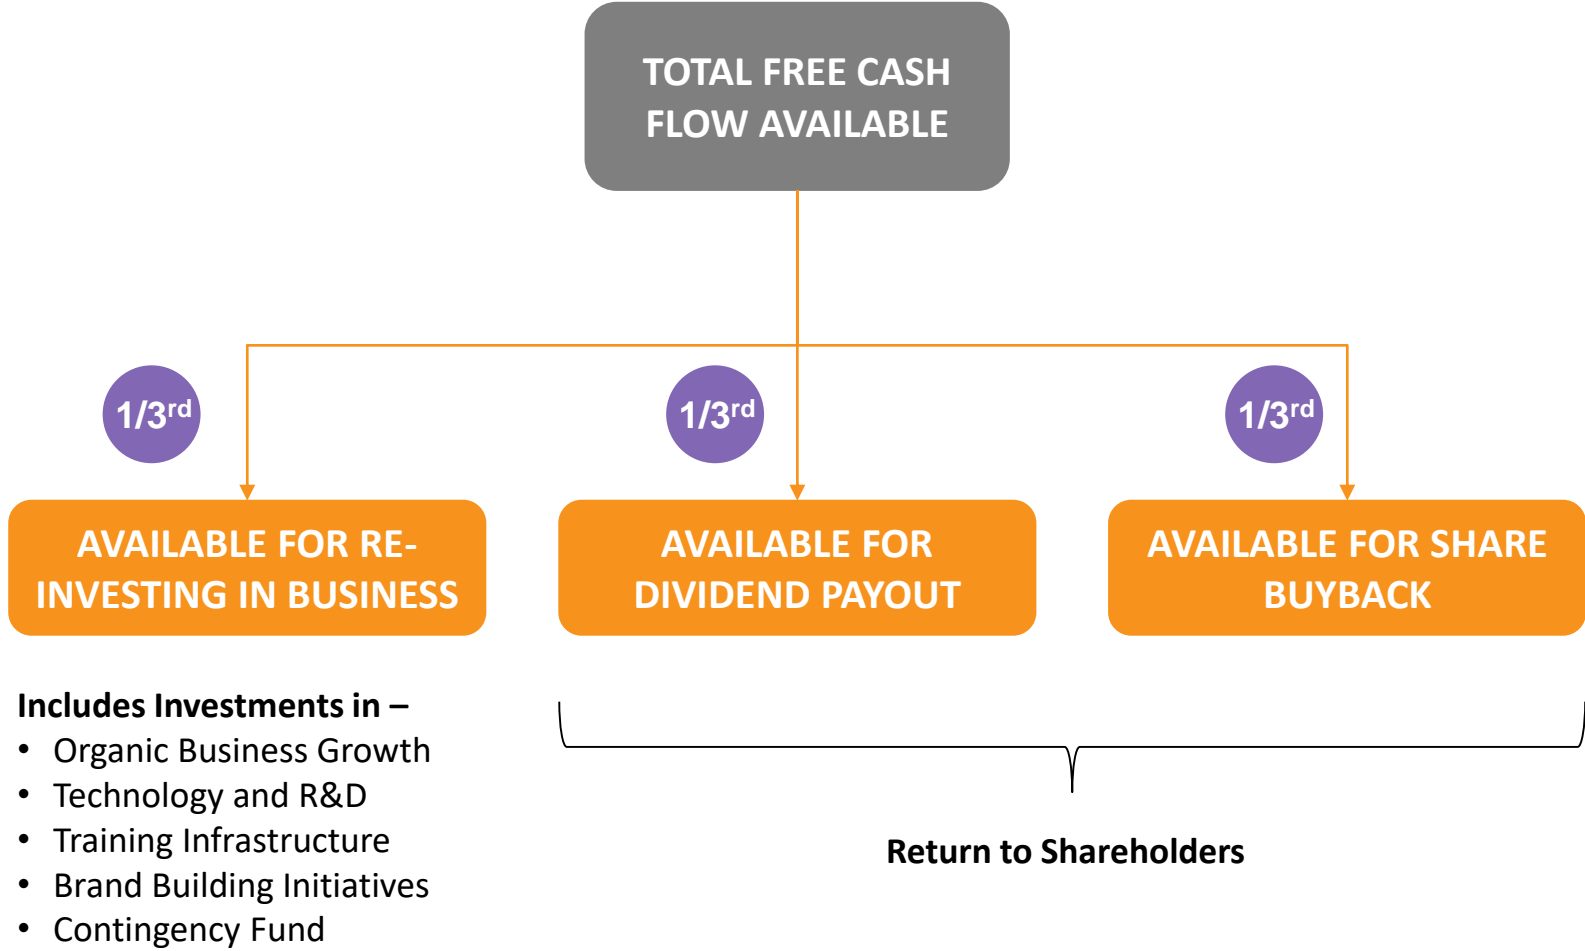 TOTAL FREE CASH
FLOW AVAILABLE
1/3rd
1/3rd
1/3rd
AVAILABLE FOR RE-
INVESTING IN BUSINESS
AVAILABLE FOR
DIVIDEND PAYOUT
AVAILABLE FOR SHARE
BUYBACK
Includes Investments in –
• Organic Business Growth
• Technology and R&D
• Training Infrastructure
• Brand Building Initiatives
• Contingency Fund
Return to Shareholders